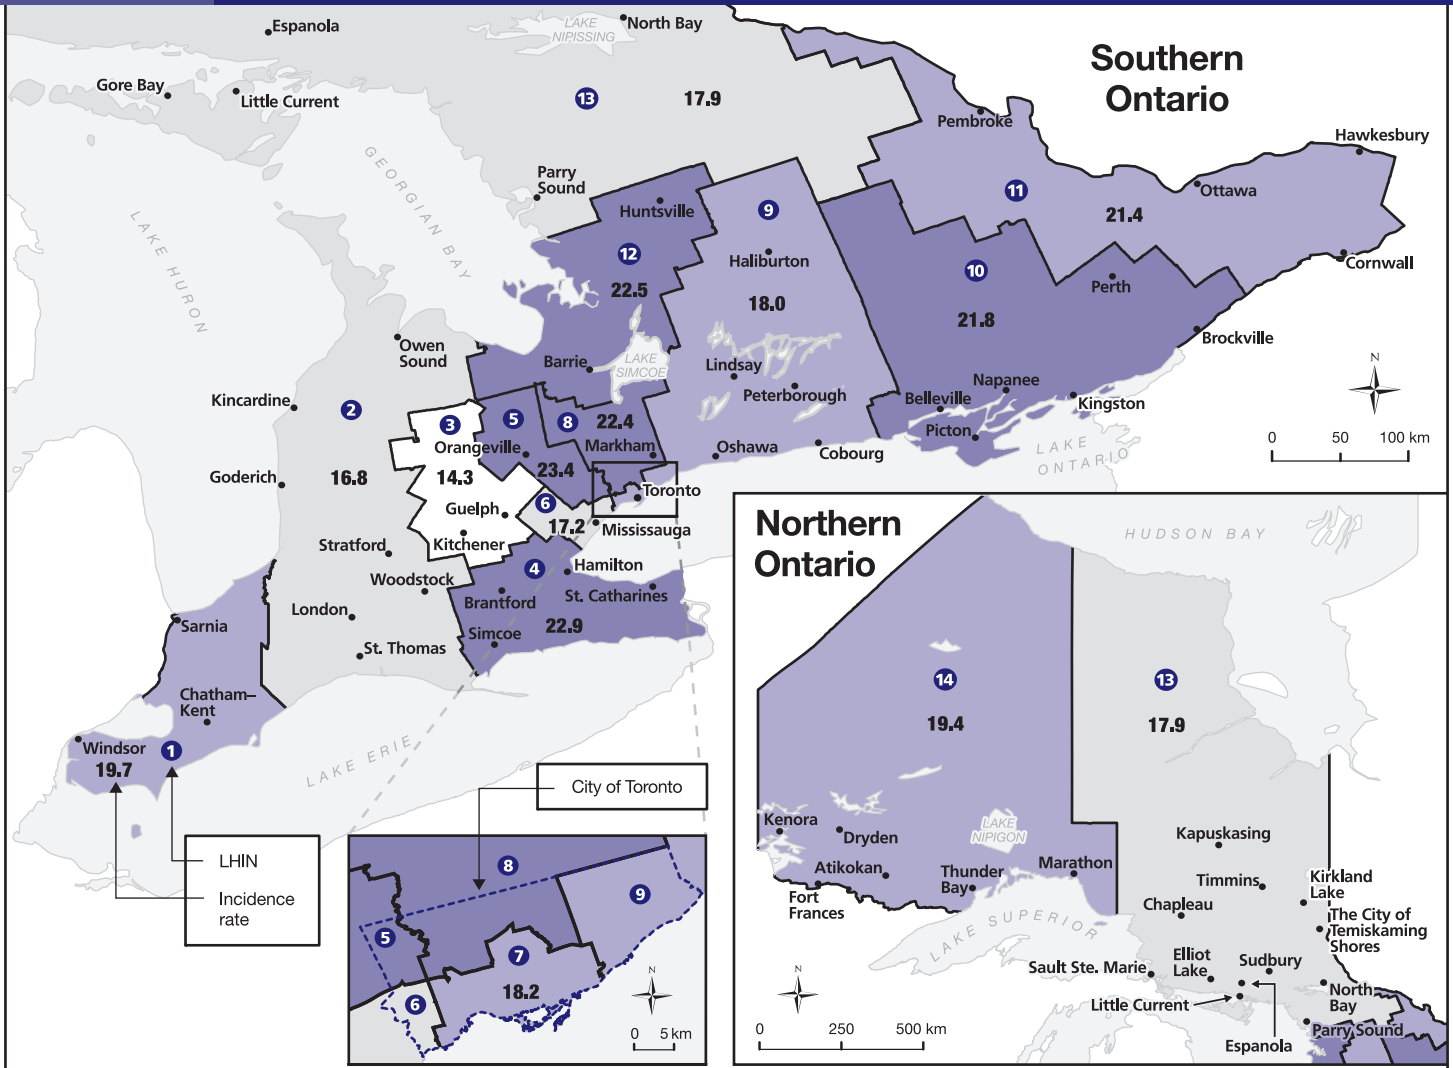 Southern
Ontario
Espanola
LAKE
NIPISSING
North Bay
Gore Bay
Little Current
13
17.9
Pembroke
Hawkesbury
GEORGIAN BAY
Parry
Sound
11
Ottawa
21.4
LAKE HURON
Huntsville
9
12
Haliburton
10
Cornwall
22.5
18.0
Perth
21.8
Owen
Sound
Barrie
LAKE
SIMCOE
Lindsay
Peterborough
Brockville
N
Kincardine
2
3
5
8
22.4
Belleville
Napanee
Kingston
Orangeville
Markham
Picton
LAKE
ONTARIO
0
50
100 km
Oshawa
Cobourg
Goderich
16.8
14.3
23.4
Toronto
Guelph
6
17.2
Mississauga
Kitchener
Stratford
4
Hamilton
Woodstock
Brantford
St. Catharines
London
22.9
Simcoe
Sarnia
St. Thomas
Chatham–
Kent
Windsor
1
19.7
LAKE ERIE
LHIN
Incidence
rate
City of Toronto
8
9
5
7
6
18.2
N
0
5 km
Northern
Ontario
HUDSON BAY
14
13
19.4
17.9
Kenora
Dryden
LAKE
NIPIGON
Kapuskasing
Atikokan
Thunder
Bay
Marathon
Timmins
Kirkland
Lake
Fort
Frances
Chapleau
The City of
Temiskaming
Shores
LAKE SUPERIOR
Elliot
Lake
Sudbury
Sault Ste. Marie
North
Bay
Little Current
Parry Sound
Espanola
N
0
250
500 km